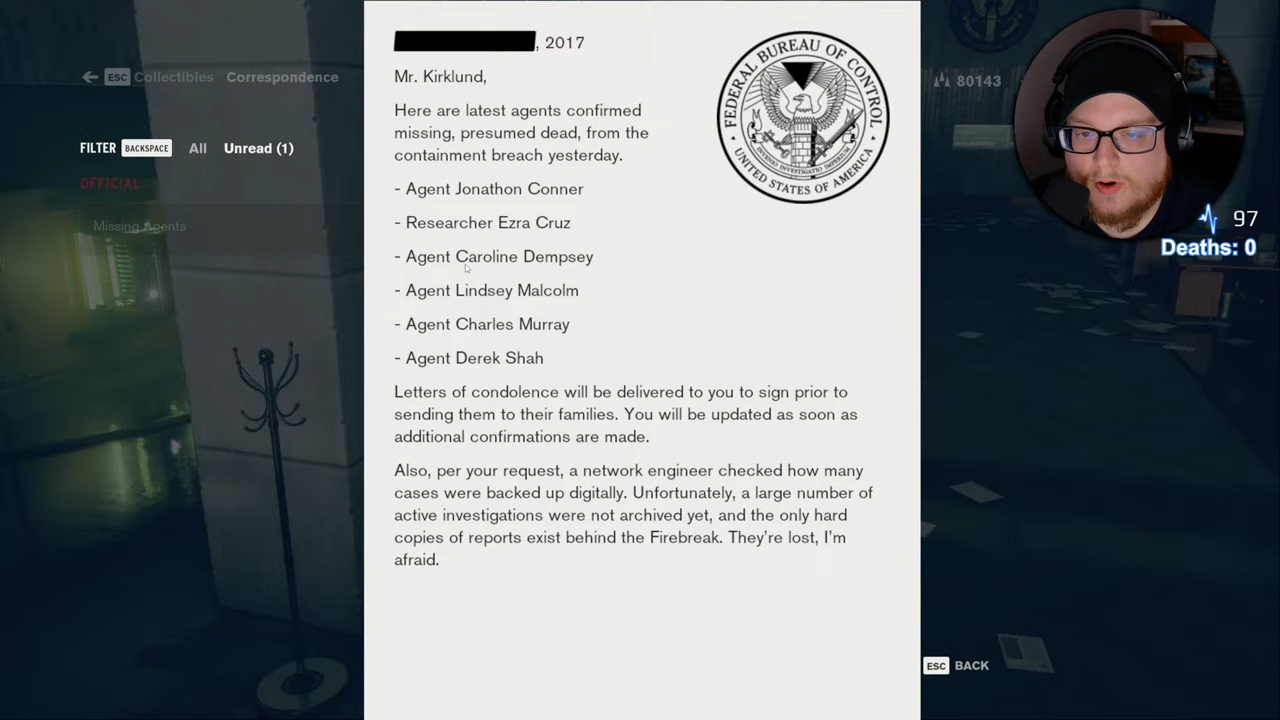 , 2017
Mr. Kirklund,
Here are latest agents confirmed
missing, presumed dead, from the
containment breach yesterday.
- Agent Jonathon Conner
- Researcher Ezra Cruz
- Agent Caroline Dempsey
- Agent Lindsey Malcolm
- Agent Charles Murray
- Agent Derek Shah
Letters of condolence will be delivered to you to sign prior to
sending them to their families. You will be updated as soon as
additional confirmations are made.
Also, per your request, a network engineer checked how many
cases were backed up digitally. Unfortunately, a large number of
active investigations were not archived yet, and the only hard
copies of reports exist behind the Firebreak. They're lost, I'm
afraid.
FEDERAL BUREAU OF CONTROL
UNITED STATES OF AMERICA
ESC Collectibles Correspondence
FILTER BACKSPACE All Unread (1)
OFFICIAL
Missing Agents
80143
97
Deaths: 0
ESC BACK